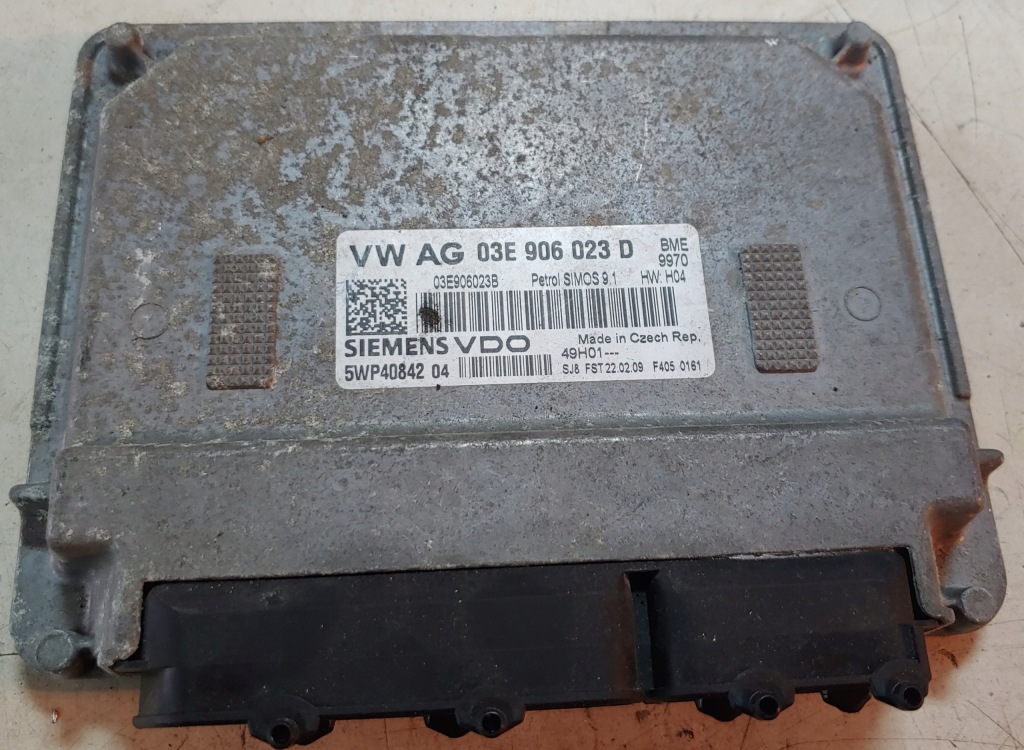 VW AG 03E 906 023 D BME
9970
03E906023B Petrol SIMOS 9.1 HW: H04
SIEMENS VDO Made in Czech Rep.
49H01---
5WP40842 04 SJ8 FST 22.02.09 F405 0161